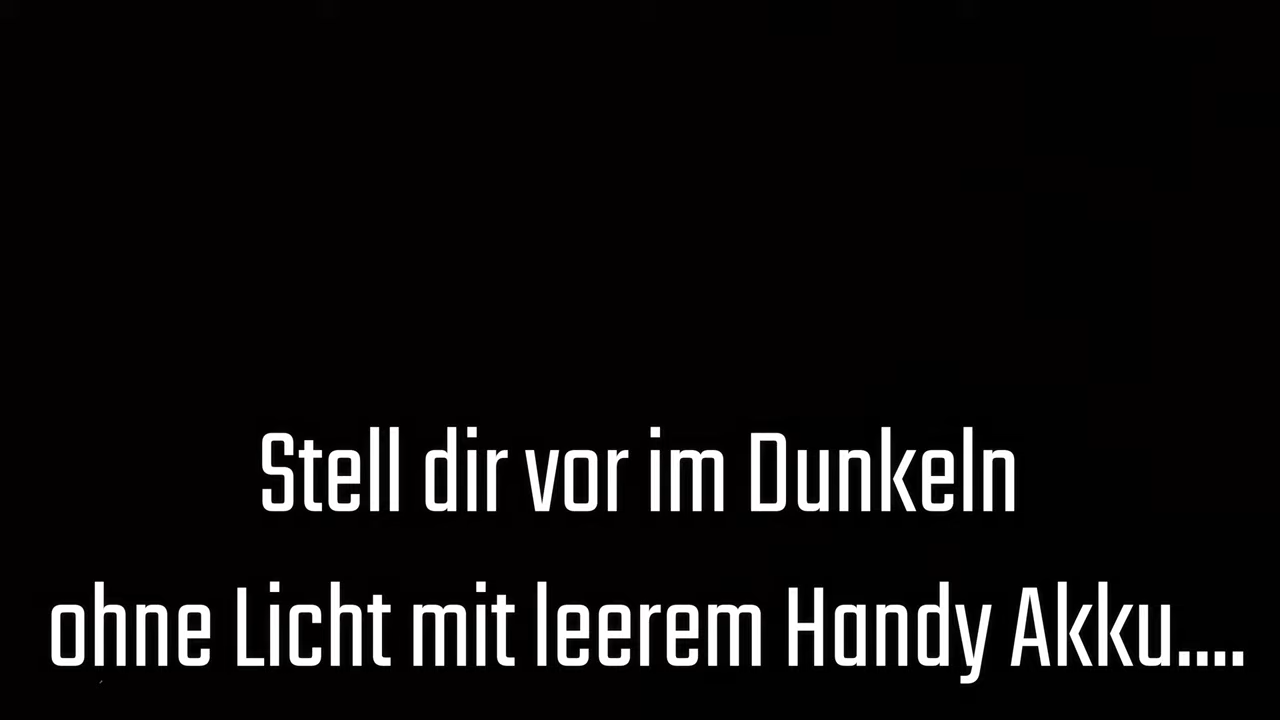 Stell dir vor im Dunkeln
ohne Licht mit leerem Handy Akku....